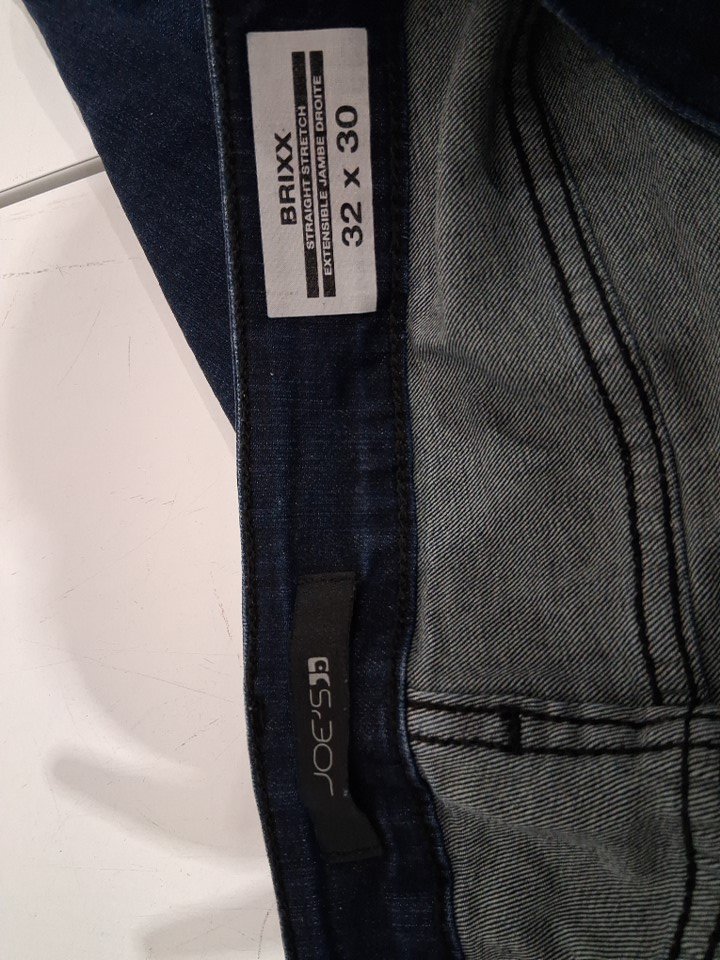 BRIXX
STRAIGHT STRETCH
EXTENSIBLE JAMBE DROITE
32 x 30
JOE'S